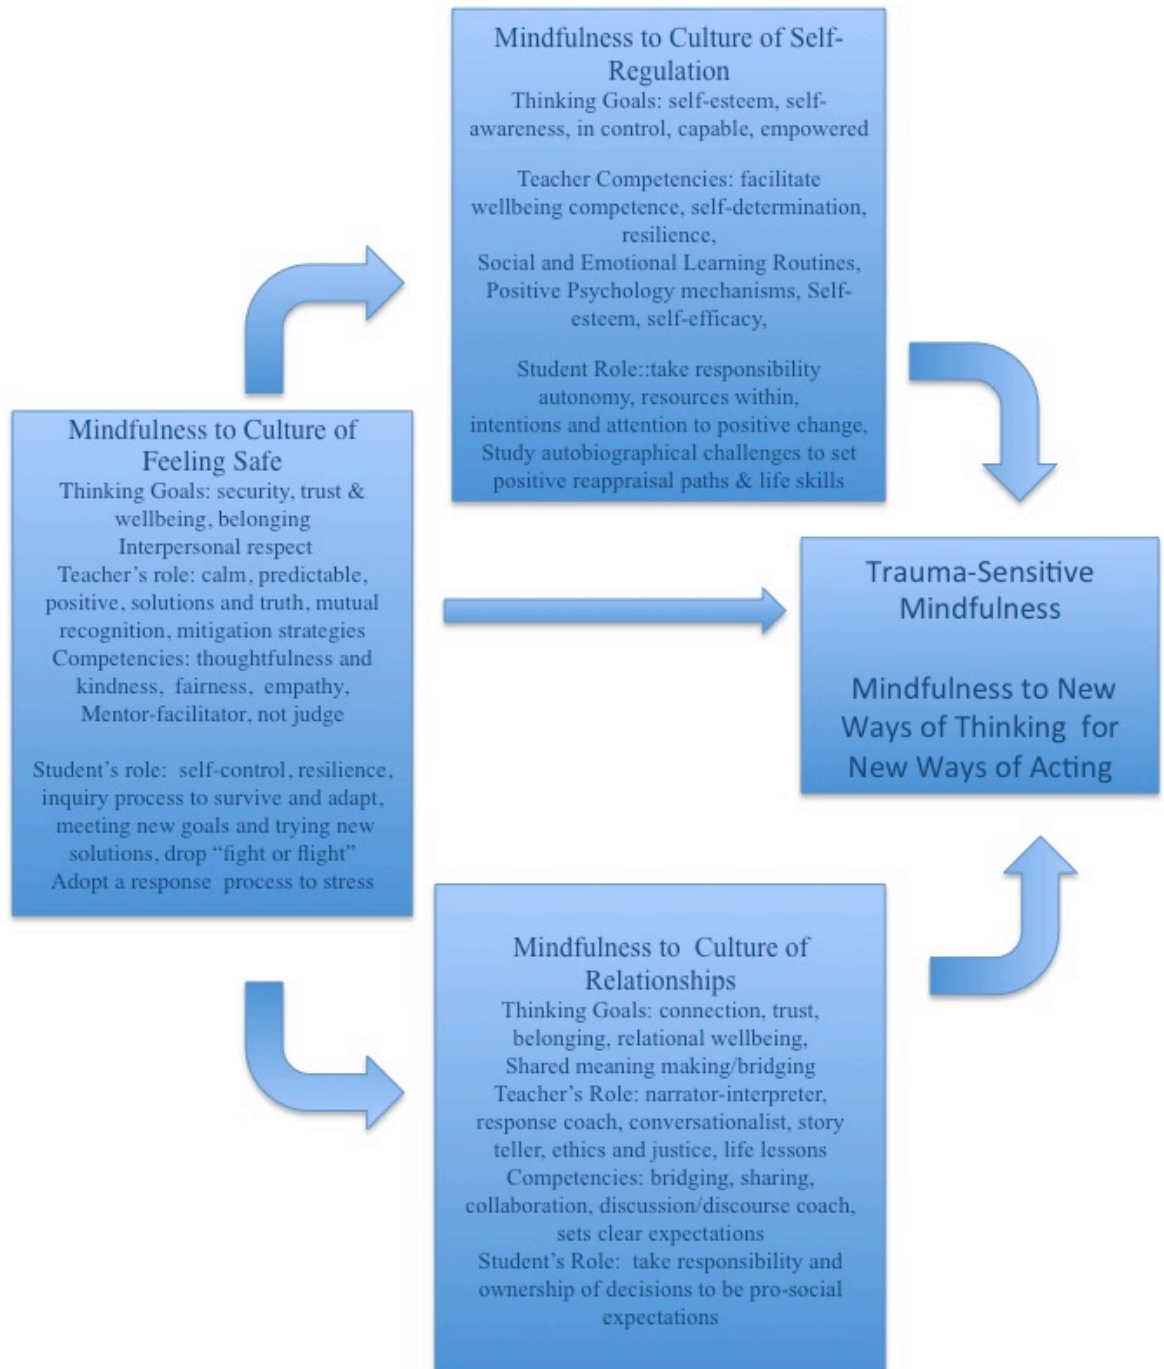 Mindfulness to Culture of Self-
Regulation
Thinking Goals: self-esteem, self-
awareness, in control, capable, empowered
Teacher Competencies: facilitate
wellbeing competence, self-determination,
resilience,
Social and Emotional Learning Routines,
Positive Psychology mechanisms, Self-
esteem, self-efficacy,
Student Role::take responsibility
autonomy, resources within,
intentions and attention to positive change,
Study autobiographical challenges to set
positive reappraisal paths & life skills
Mindfulness to Culture of
Feeling Safe
Thinking Goals: security, trust &
wellbeing, belonging
Interpersonal respect
Teacher’s role: calm, predictable,
positive, solutions and truth, mutual
recognition, mitigation strategies
Competencies: thoughtfulness and
kindness, fairness, empathy,
Mentor-facilitator, not judge
Student’s role: self-control, resilience,
inquiry process to survive and adapt,
meeting new goals and trying new
solutions, drop “fight or flight”
Adopt a response process to stress
Trauma-Sensitive
Mindfulness
Mindfulness to New
Ways of Thinking for
New Ways of Acting
Mindfulness to Culture of
Relationships
Thinking Goals: connection, trust,
belonging, relational wellbeing,
Shared meaning making/bridging
Teacher’s Role: narrator-interpreter,
response coach, conversationalist, story
teller, ethics and justice, life lessons
Competencies: bridging, sharing,
collaboration, discussion/discourse coach,
sets clear expectations
Student’s Role: take responsibility and
ownership of decisions to be pro-social
expectations